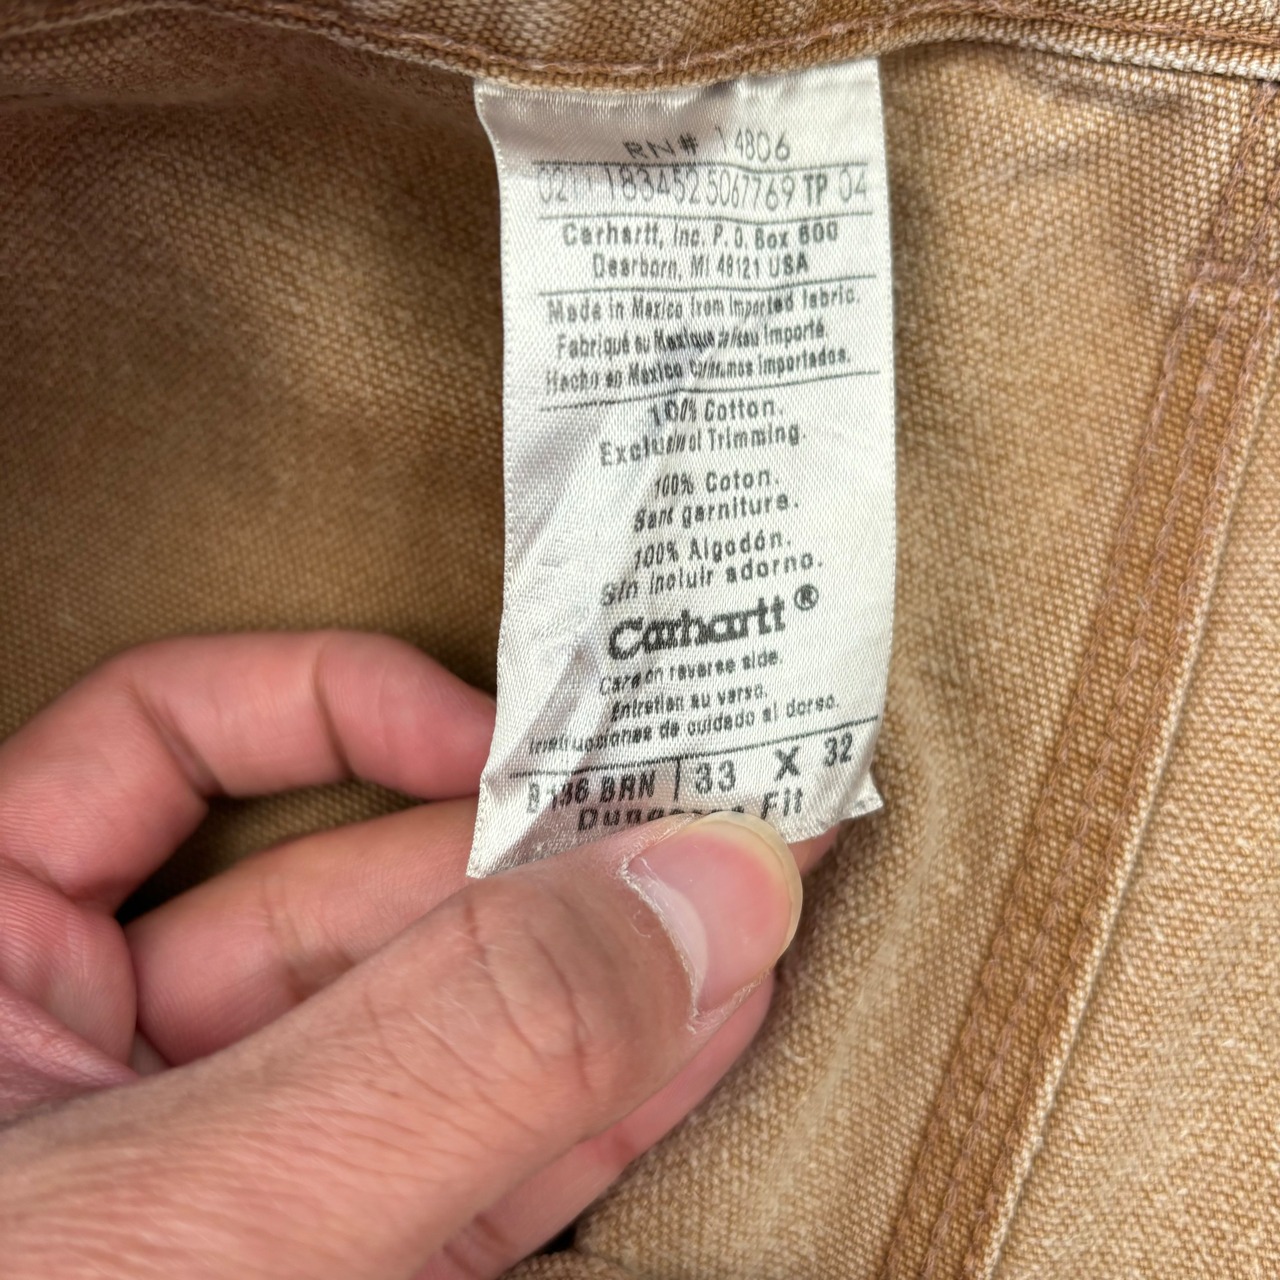 RN# 14806
5067769 TP 04
Carhartt, Inc. P. O. Box 600
Dearborn, MI 48121 USA
Made in Mexico from Imported fabric.
Fabriqué au Mexique Importé.
Hecho en Mexico Importados.
100% Cotton.
Trimming.
100% Coton.
Sans garniture.
100% Algodón.
Sin incluir adorno.
Carhartt®
Care on reverse side.
Entretien au verso.
Instrucciones de cuidado al dorso.
B136 BRN | 33 X 32
Fit